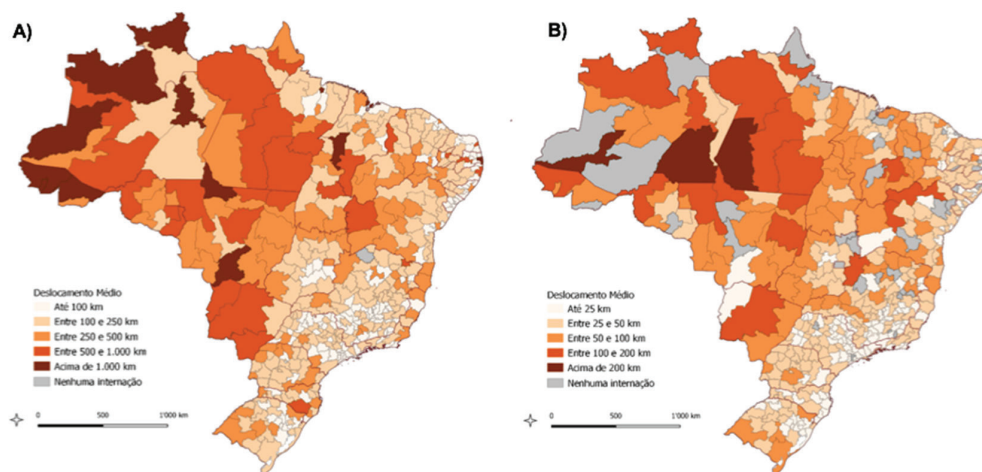 A)
Deslocamento Médio
Até 100 km
Entre 100 e 250 km
Entre 250 e 500 km
Entre 500 e 1.000 km
Acima de 1.000 km
Nenhuma internação
0 500 1'000 km
B)
Deslocamento Médio
Até 25 km
Entre 25 e 50 km
Entre 50 e 100 km
Entre 100 e 200 km
Acima de 200 km
Nenhuma internação
0 500 1'000 km